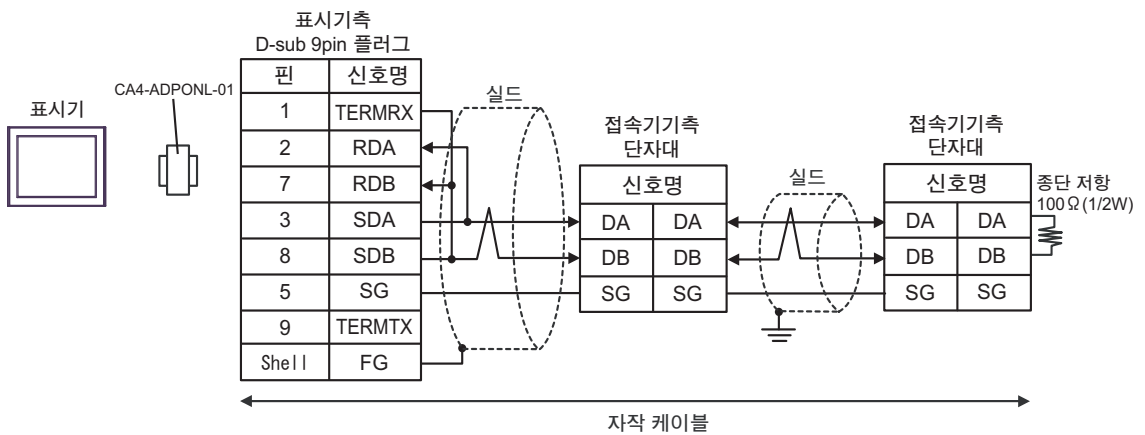 표시기측
D-sub 9pin 플러그
표시기
CA4-ADPONL-01
핀 신호명
1 TERMRX
2 RDA
7 RDB
3 SDA
8 SDB
5 SG
9 TERMTX
Shell FG
실드
접속기기측
단자대
신호명
DA DA
DB DB
SG SG
실드
접속기기측
단자대
신호명
DA DA
DB DB
SG SG
종단 저항
100Ω(1/2W)
자작 케이블